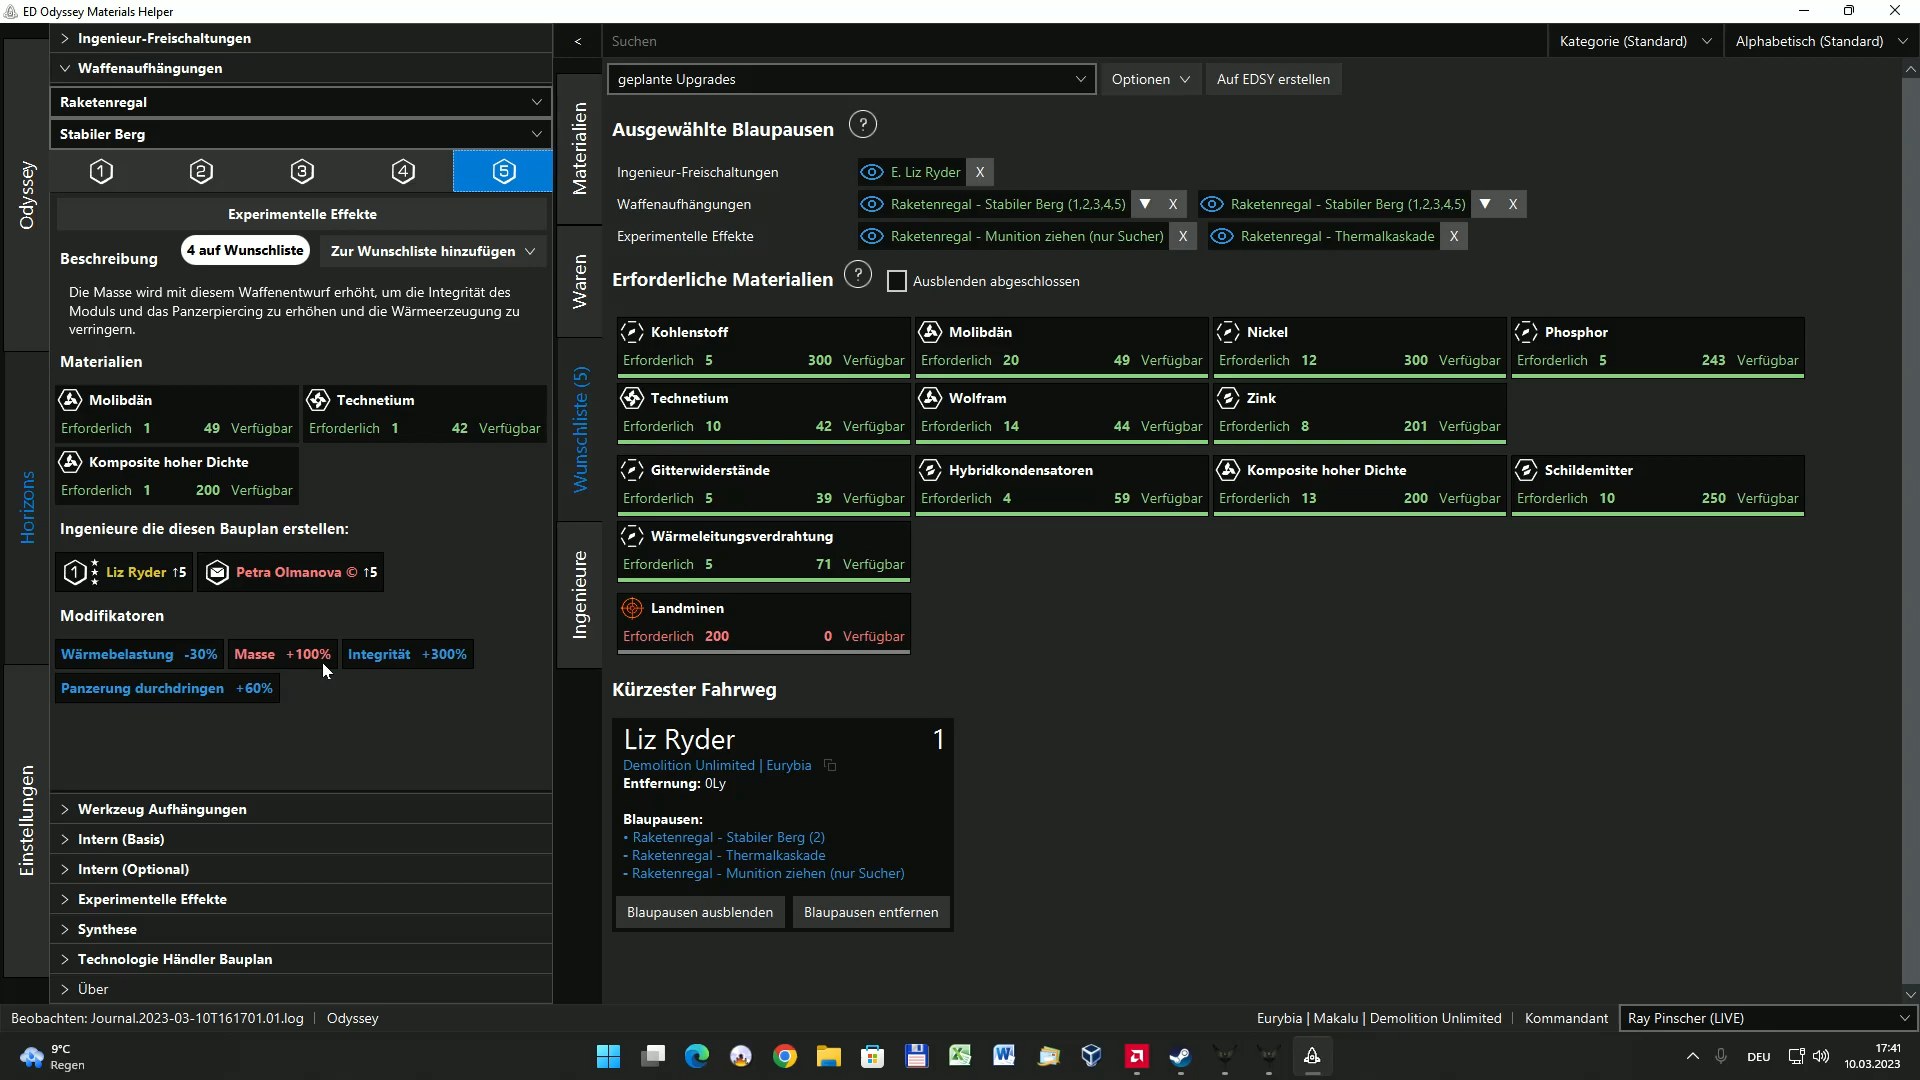 ED Odyssey Materials Helper
Odyssey
Horizons
Einstellungen
Ingenieur-Freischaltungen
Waffenaufhängungen
Raketenregal
Stabiler Berg
1 2 3 4 5
Experimentelle Effekte
Beschreibung 4 auf Wunschliste Zur Wunschliste hinzufügen
Die Masse wird mit diesem Waffenentwurf erhöht, um die Integrität des
Moduls und das Panzerpiercing zu erhöhen und die Wärmeerzeugung zu
verringern.
Materialien
Molibdän Technetium
Erforderlich 1 49 Verfügbar Erforderlich 1 42 Verfügbar
Komposite hoher Dichte
Erforderlich 1 200 Verfügbar
Ingenieure die diesen Bauplan erstellen:
1 Liz Ryder ↑5 Petra Olmanova © ↑5
Modifikatoren
Wärmebelastung -30% Masse +100% Integrität +300%
Panzerung durchdringen +60%
Werkzeug Aufhängungen
Intern (Basis)
Intern (Optional)
Experimentelle Effekte
Synthese
Technologie Händler Bauplan
Über
<
Materialien
Waren
Wunschliste (5)
Ingenieure
Suchen Kategorie (Standard) Alphabetisch (Standard)
geplante Upgrades Optionen Auf EDSY erstellen
Ausgewählte Blaupausen ?
Ingenieur-Freischaltungen E. Liz Ryder X
Waffenaufhängungen Raketenregal - Stabiler Berg (1,2,3,4,5) ▼ X Raketenregal - Stabiler Berg (1,2,3,4,5) ▼ X
Experimentelle Effekte Raketenregal - Munition ziehen (nur Sucher) X Raketenregal - Thermalkaskade X
Erforderliche Materialien ? Ausblenden abgeschlossen
Kohlenstoff Molibdän Nickel Phosphor
Erforderlich 5 300 Verfügbar Erforderlich 20 49 Verfügbar Erforderlich 12 300 Verfügbar Erforderlich 5 243 Verfügbar
Technetium Wolfram Zink
Erforderlich 10 42 Verfügbar Erforderlich 14 44 Verfügbar Erforderlich 8 201 Verfügbar
Gitterwiderstände Hybridkondensatoren Komposite hoher Dichte Schildemitter
Erforderlich 5 39 Verfügbar Erforderlich 4 59 Verfügbar Erforderlich 13 200 Verfügbar Erforderlich 10 250 Verfügbar
Wärmeleitungsverdrahtung
Erforderlich 5 71 Verfügbar
Landminen
Erforderlich 200 0 Verfügbar
Kürzester Fahrweg
Liz Ryder 1
Demolition Unlimited | Eurybia
Entfernung: 0Ly
Blaupausen:
• Raketenregal - Stabiler Berg (2)
- Raketenregal - Thermalkaskade
- Raketenregal - Munition ziehen (nur Sucher)
Blaupausen ausblenden Blaupausen entfernen
Beobachten: Journal.2023-03-10T161701.01.log | Odyssey Eurybia | Makalu | Demolition Unlimited | Kommandant Ray Pinscher (LIVE)
9°C
Regen
DEU
17:41
10.03.2023